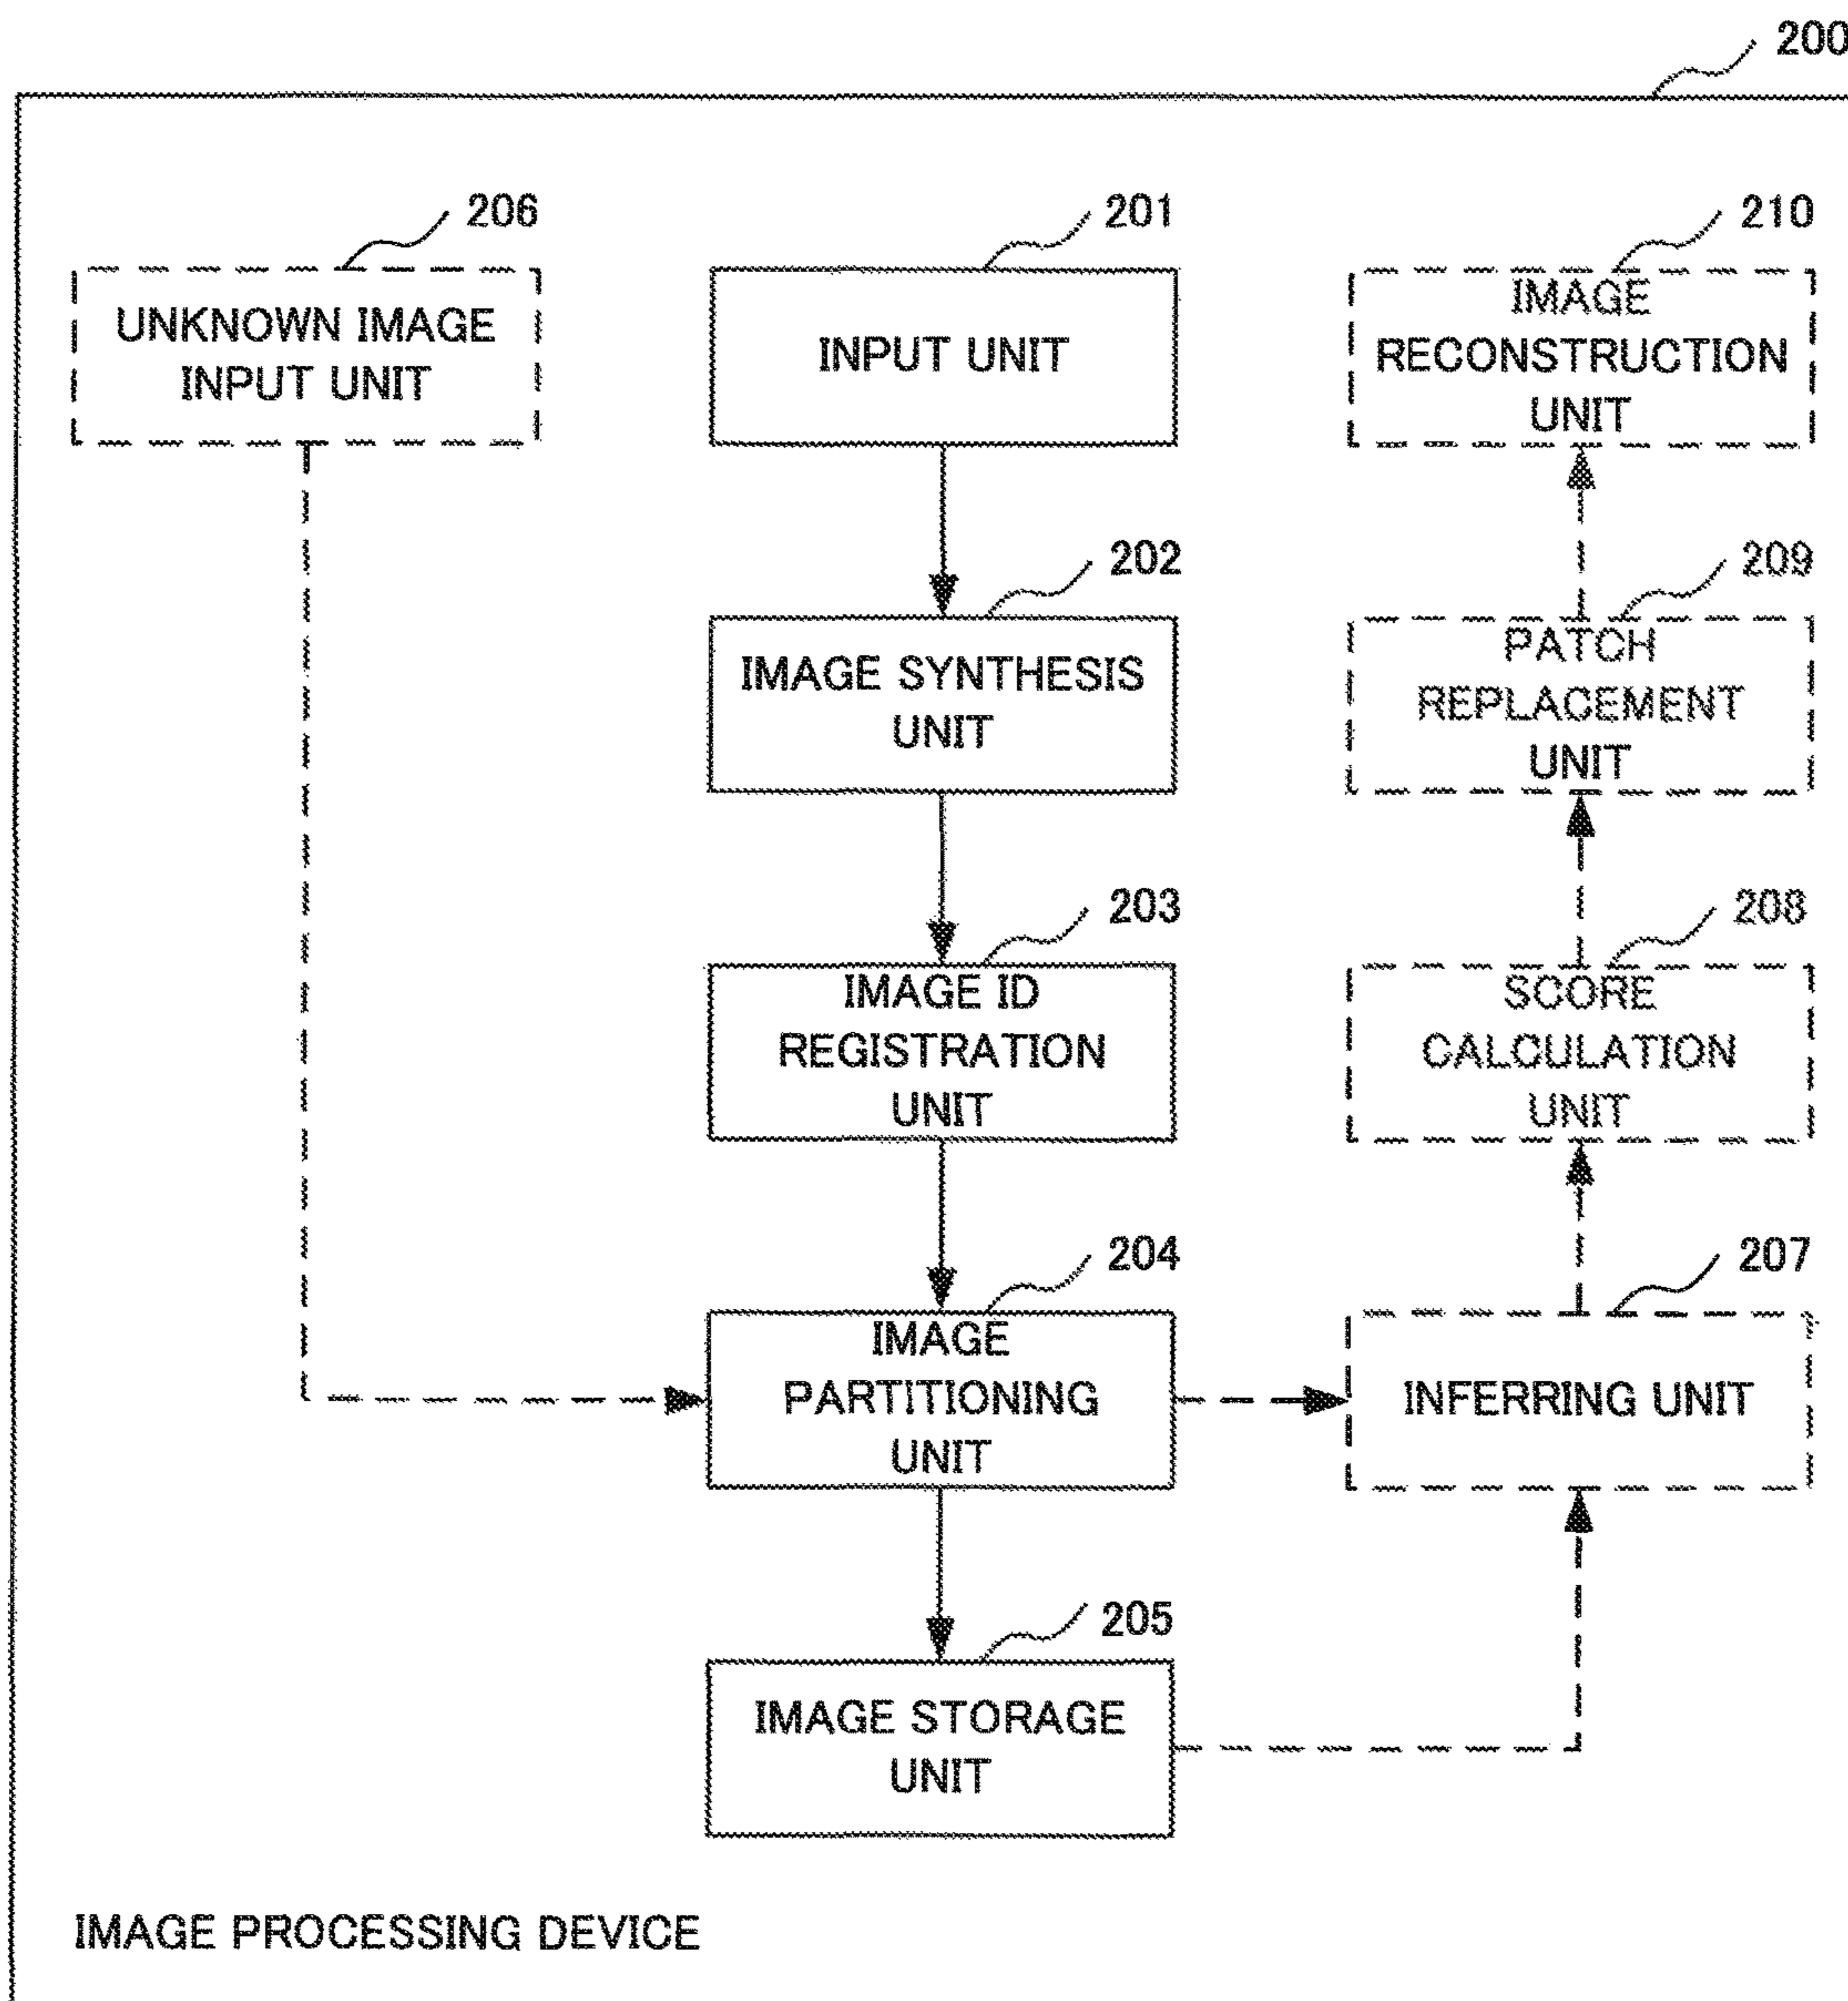 200
206
201
210
UNKNOWN IMAGE
INPUT UNIT
INPUT UNIT
IMAGE
RECONSTRUCTION
UNIT
202
209
IMAGE SYNTHESIS
UNIT
PATCH
REPLACEMENT
UNIT
203
208
IMAGE ID
REGISTRATION
UNIT
SCORE
CALCULATION
UNIT
204
207
IMAGE
PARTITIONING
UNIT
INFERRING UNIT
205
IMAGE STORAGE
UNIT
IMAGE PROCESSING DEVICE